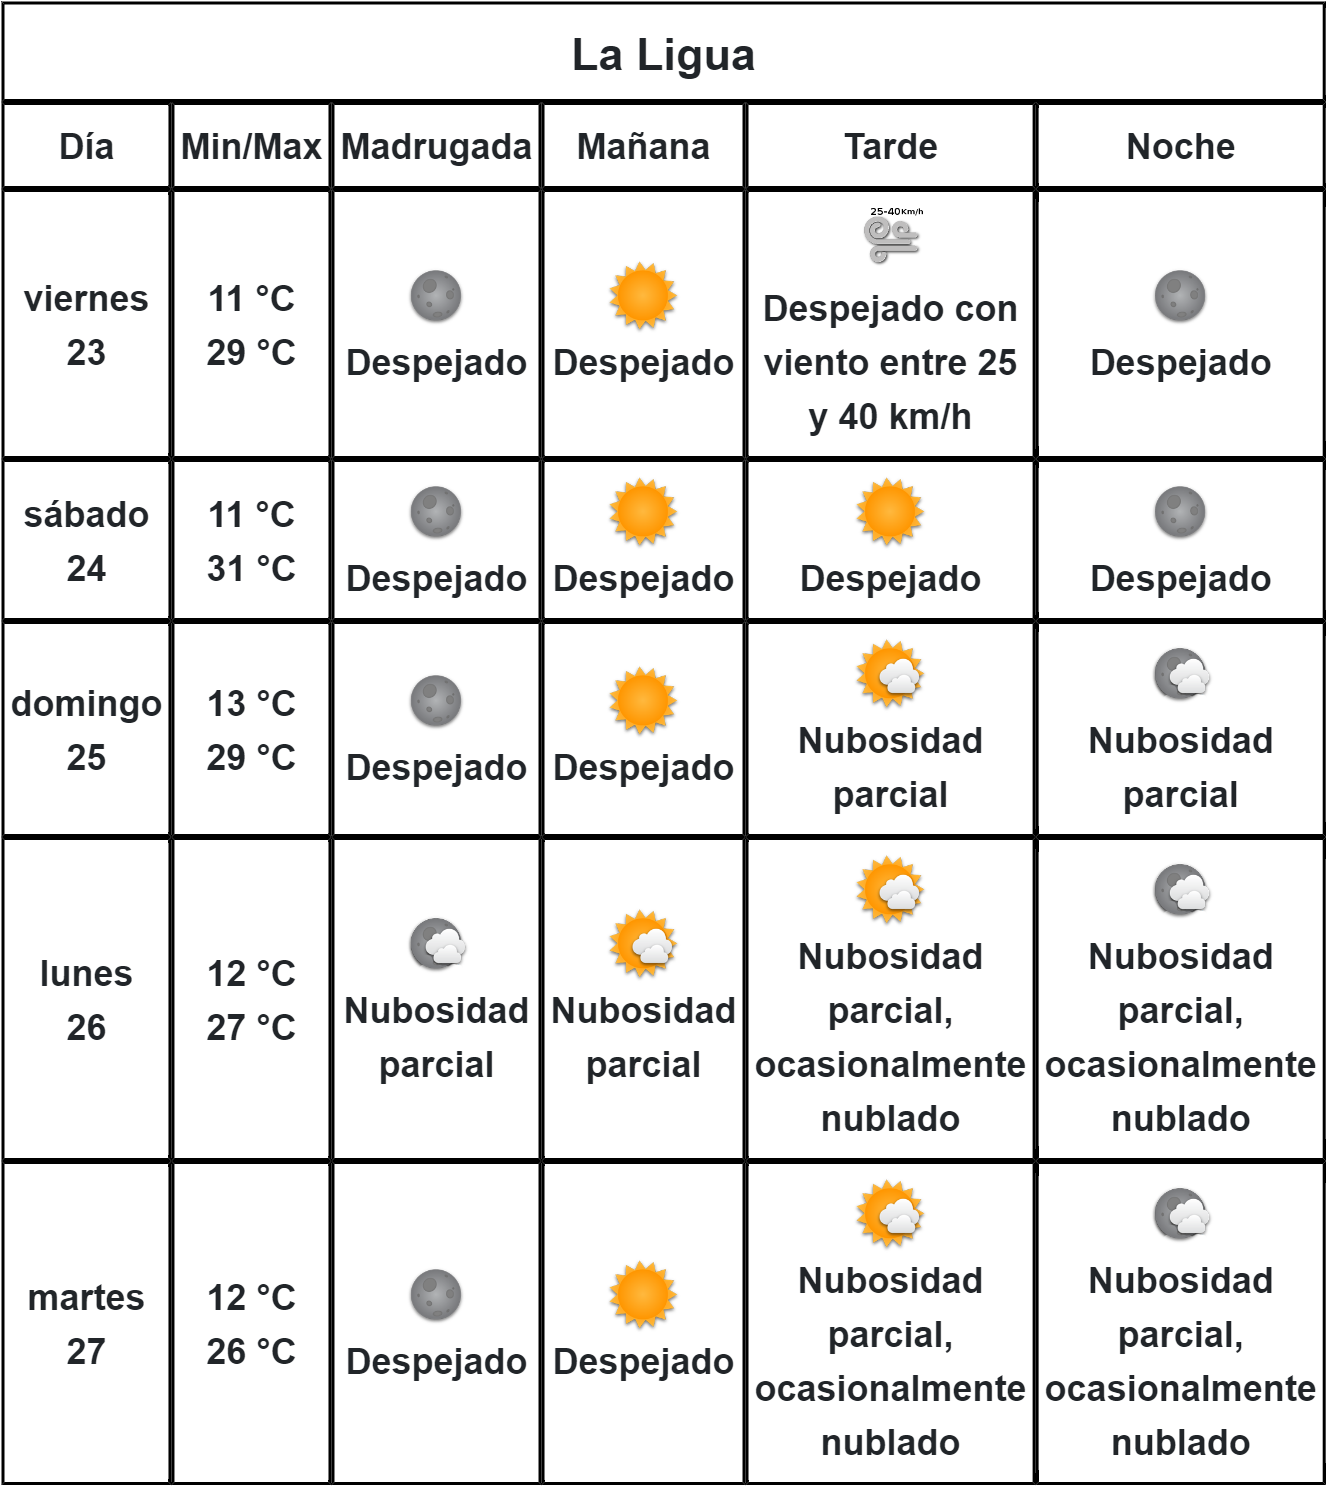 La Ligua
Día
Min/Max
Madrugada
Mañana
Tarde
Noche
viernes
23
11 °C
29 °C
Despejado
Despejado
25-40Km/h
Despejado con
viento entre 25
y 40 km/h
Despejado
sábado
24
11 °C
31 °C
Despejado
Despejado
Despejado
Despejado
domingo
25
13 °C
29 °C
Despejado
Despejado
Nubosidad
parcial
Nubosidad
parcial
lunes
26
12 °C
27 °C
Nubosidad
parcial
Nubosidad
parcial
Nubosidad
parcial,
ocasionalmente
nublado
Nubosidad
parcial,
ocasionalmente
nublado
martes
27
12 °C
26 °C
Despejado
Despejado
Nubosidad
parcial,
ocasionalmente
nublado
Nubosidad
parcial,
ocasionalmente
nublado